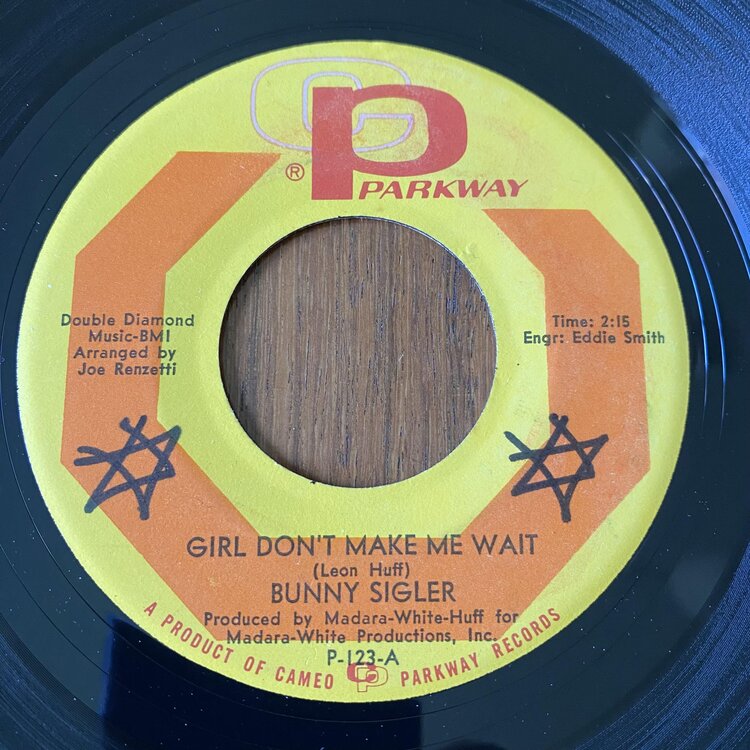 CP
®
PARKWAY
Double Diamond
Music-BMI
Arranged by
Joe Renzetti
Time: 2:15
Engr: Eddie Smith
GIRL DON'T MAKE ME WAIT
(Leon Huff)
BUNNY SIGLER
Produced by Madara-White-Huff for
Madara-White Productions, Inc.
P-123-A
A PRODUCT OF CAMEO CP PARKWAY RECORDS